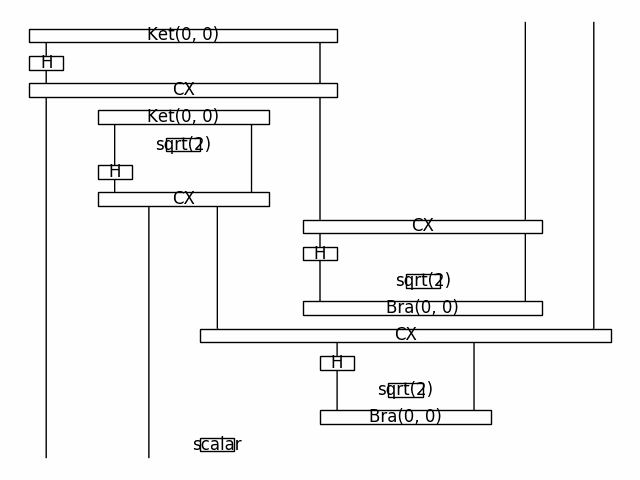 Ket(0, 0)
H
CX
Ket(0, 0)
sqrt(2)
H
CX
CX
H
sqrt(2)
Bra(0, 0)
CX
H
sqrt(2)
Bra(0, 0)
scalar